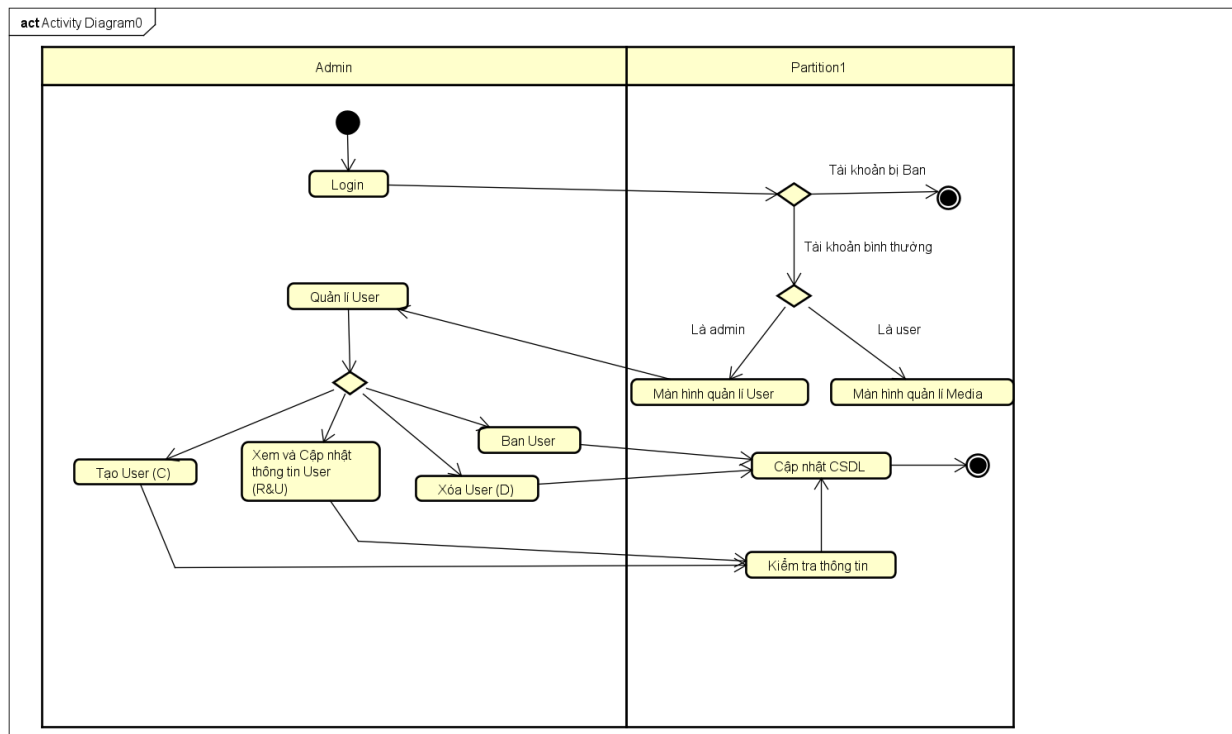 act Activity Diagram0
Admin
Partition1
Login
Tài khoản bị Ban
Tài khoản bình thường
Quản lí User
Là admin
Là user
Màn hình quản lí User
Màn hình quản lí Media
Ban User
Tạo User (C)
Xem và Cập nhật
thông tin User
(R&U)
Xóa User (D)
Cập nhật CSDL
Kiểm tra thông tin